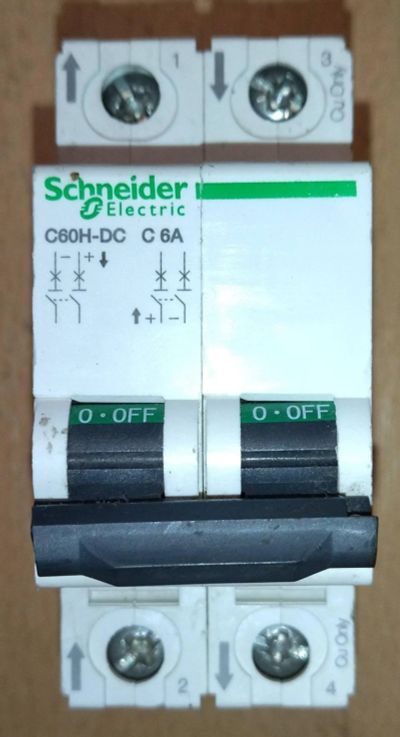 1
3
Cu Only
Schneider
Electric
C60H-DC C 6A
− +
+ −
O · OFF O · OFF
2
4
Cu Only